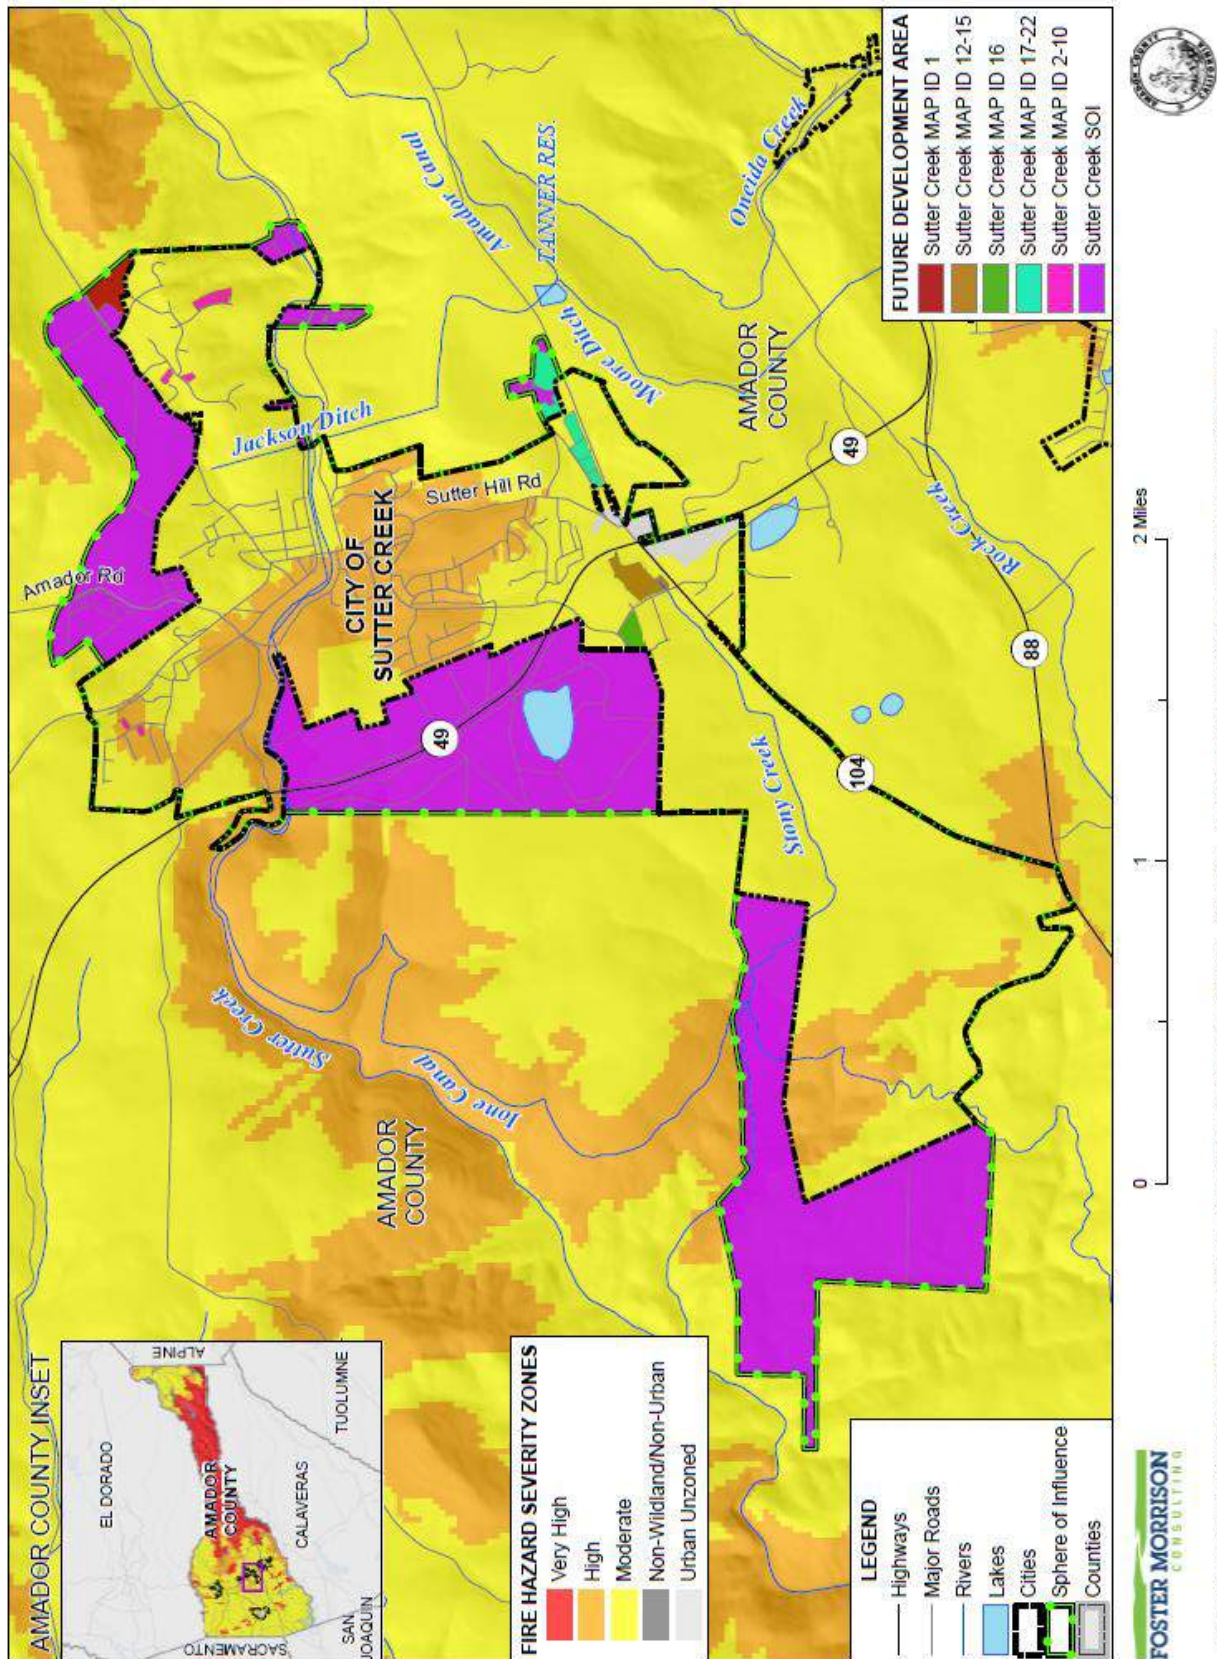 AMADOR COUNTY INSET
EL DORADO
ALPINE
AMADOR
COUNTY
SACRAMENTO
CALAVERAS
SAN
JOAQUIN
TUOLUMNE
FIRE HAZARD SEVERITY ZONES
Very High
High
Moderate
Non-Wildland/Non-Urban
Urban Unzoned
LEGEND
Highways
Major Roads
Rivers
Lakes
Cities
Sphere of Influence
Counties
FUTURE DEVELOPMENT AREA
Sutter Creek MAP ID 1
Sutter Creek MAP ID 12-15
Sutter Creek MAP ID 16
Sutter Creek MAP ID 17-22
Sutter Creek MAP ID 2-10
Sutter Creek SOI
Amador Rd
Jackson Ditch
CITY OF
SUTTER CREEK
Sutter Hill Rd
Amador Canal
TANNER RES.
Moore Ditch
Oneida Creek
AMADOR
COUNTY
49
49
Sutter Creek
Ione Canal
AMADOR
COUNTY
Stony Creek
104
88
Rock Creek
0
1
2 Miles
FOSTER MORRISON
CONSULTING
AMADOR COUNTY
CALIFORNIA